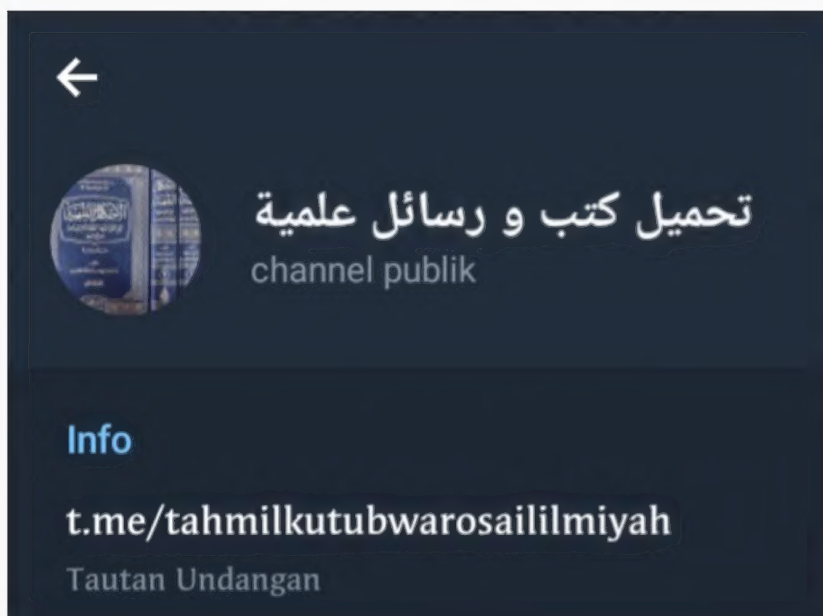 تحميل كتب و رسائل علمية
channel publik
Info
t.me/tahmilkutubwarosaililmiyah
Tautan Undangan